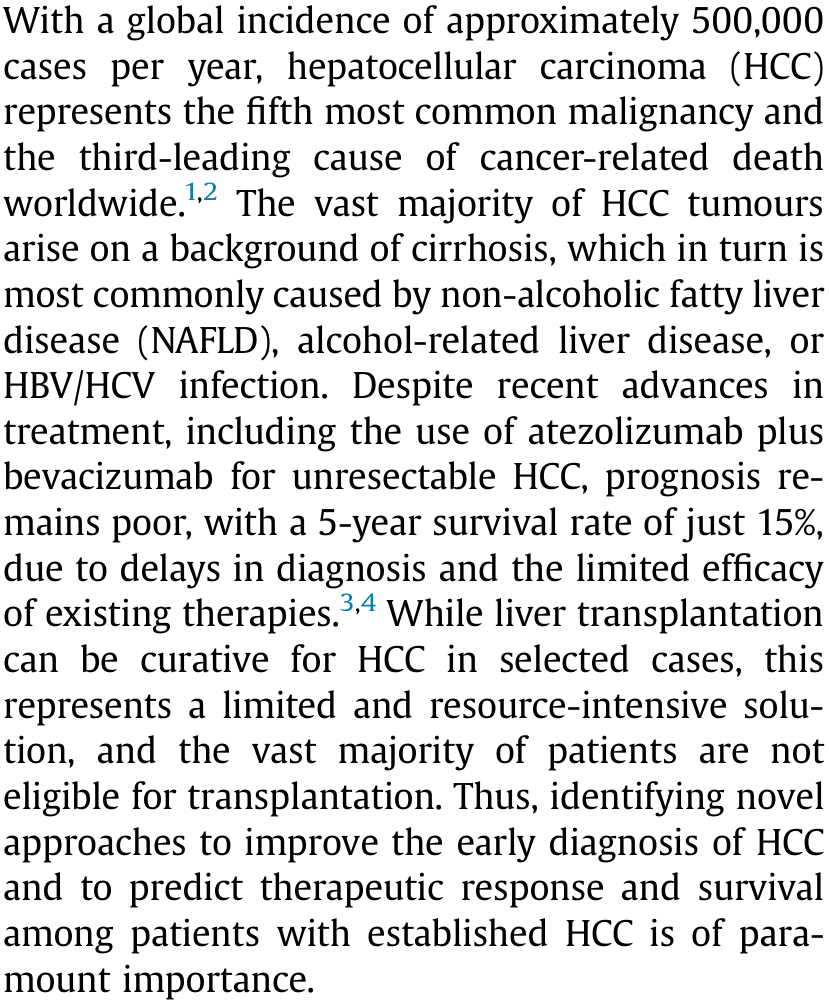 With a global incidence of approximately 500,000
cases per year, hepatocellular carcinoma (HCC)
represents the fifth most common malignancy and
the third-leading cause of cancer-related death
worldwide.1,2 The vast majority of HCC tumours
arise on a background of cirrhosis, which in turn is
most commonly caused by non-alcoholic fatty liver
disease (NAFLD), alcohol-related liver disease, or
HBV/HCV infection. Despite recent advances in
treatment, including the use of atezolizumab plus
bevacizumab for unresectable HCC, prognosis re-
mains poor, with a 5-year survival rate of just 15%,
due to delays in diagnosis and the limited efficacy
of existing therapies.3,4 While liver transplantation
can be curative for HCC in selected cases, this
represents a limited and resource-intensive solu-
tion, and the vast majority of patients are not
eligible for transplantation. Thus, identifying novel
approaches to improve the early diagnosis of HCC
and to predict therapeutic response and survival
among patients with established HCC is of para-
mount importance.